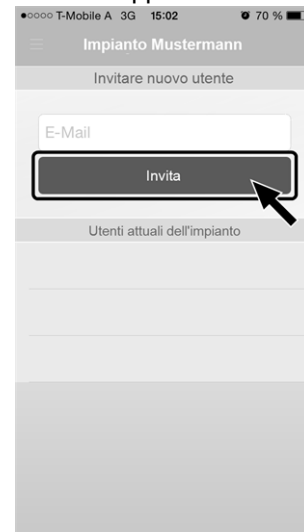 ●○○○○ T-Mobile A 3G 15:02 70 %
Impianto Mustermann
Invitare nuovo utente
E-Mail
Invita
Utenti attuali dell'impianto